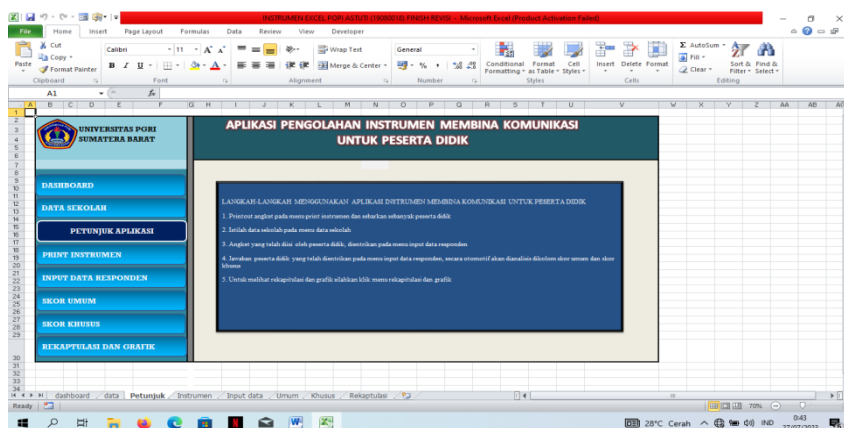 INSTRUMEN EXCEL POPI ASTUTI (19080018) FINISH REVISI - Microsoft Excel (Product Activation Failed)
File Home Insert Page Layout Formulas Data Review View Developer
Cut
Copy
Format Painter
Paste
Calibri 11
B I U
Wrap Text
Merge & Center
General
Conditional Formatting
Format as Table
Cell Styles
Insert Delete Format
AutoSum
Fill
Clear
Sort & Filter
Find & Select
Clipboard Font Alignment Number Styles Cells Editing
A1 fx
A B C D E F G H I J K L M N O P Q R S T U V W X Y Z AA AB
UNIVERSITAS PGRI
SUMATERA BARAT
APLIKASI PENGOLAHAN INSTRUMEN MEMBINA KOMUNIKASI
UNTUK PESERTA DIDIK
DASHBOARD
DATA SEKOLAH
PETUNJUK APLIKASI
PRINT INSTRUMEN
INPUT DATA RESPONDEN
SKOR UMUM
SKOR KHUSUS
REKAPTULASI DAN GRAFIK
LANGKAH-LANGKAH MENGGUNAKAN APLIKASI INSTRUMEN MEMBINA KOMUNIKASI UNTUK PESERTA DIDIK
1. Printout angket pada menu print instrumen dan sebarkan sebanyak peserta didik
2. Istilah data sekolah pada menu data sekolah
3. Angket yang telah diisi oleh peserta didik, dientrikan pada menu input data responden
4. Jawaban peserta didik yang telah dientrikan pada menu input data responden, secara otomotif akan dianalisis dikolom skor umum dan skor
khusus
5. Untuk melihat rekapitulasi dan grafik silahkan klik menu rekapitulasi dan grafik
dashboard data Petunjuk Instrumen Input data Umum Khusus Rekaptulasi
Ready 70%
28°C Cerah IND 0:43
27/07/2023